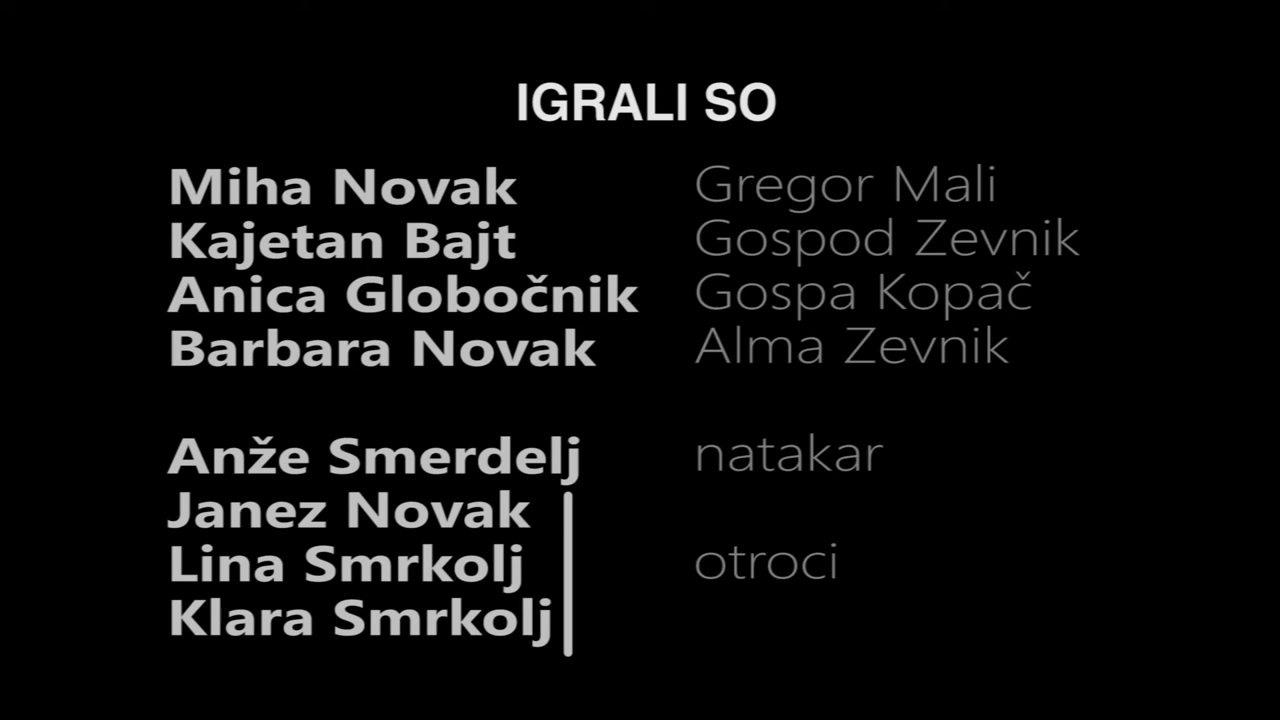 IGRALI SO
Miha Novak Gregor Mali
Kajetan Bajt Gospod Zevnik
Anica Globočnik Gospa Kopač
Barbara Novak Alma Zevnik
Anže Smerdelj natakar
Janez Novak
Lina Smrkolj otroci
Klara Smrkolj